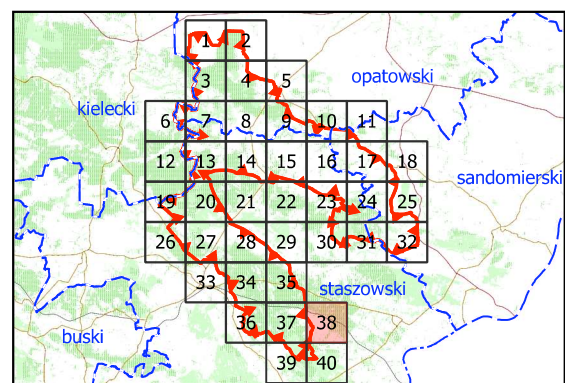 1 2
3 4 5
opatowski
kielecki
6 7 8 9 10 11
12 13 14 15 16 17 18
sandomierski
19 20 21 22 23 24 25
26 27 28 29 30 31 32
33 34 35
staszowski
36 37 38
buski
39 40